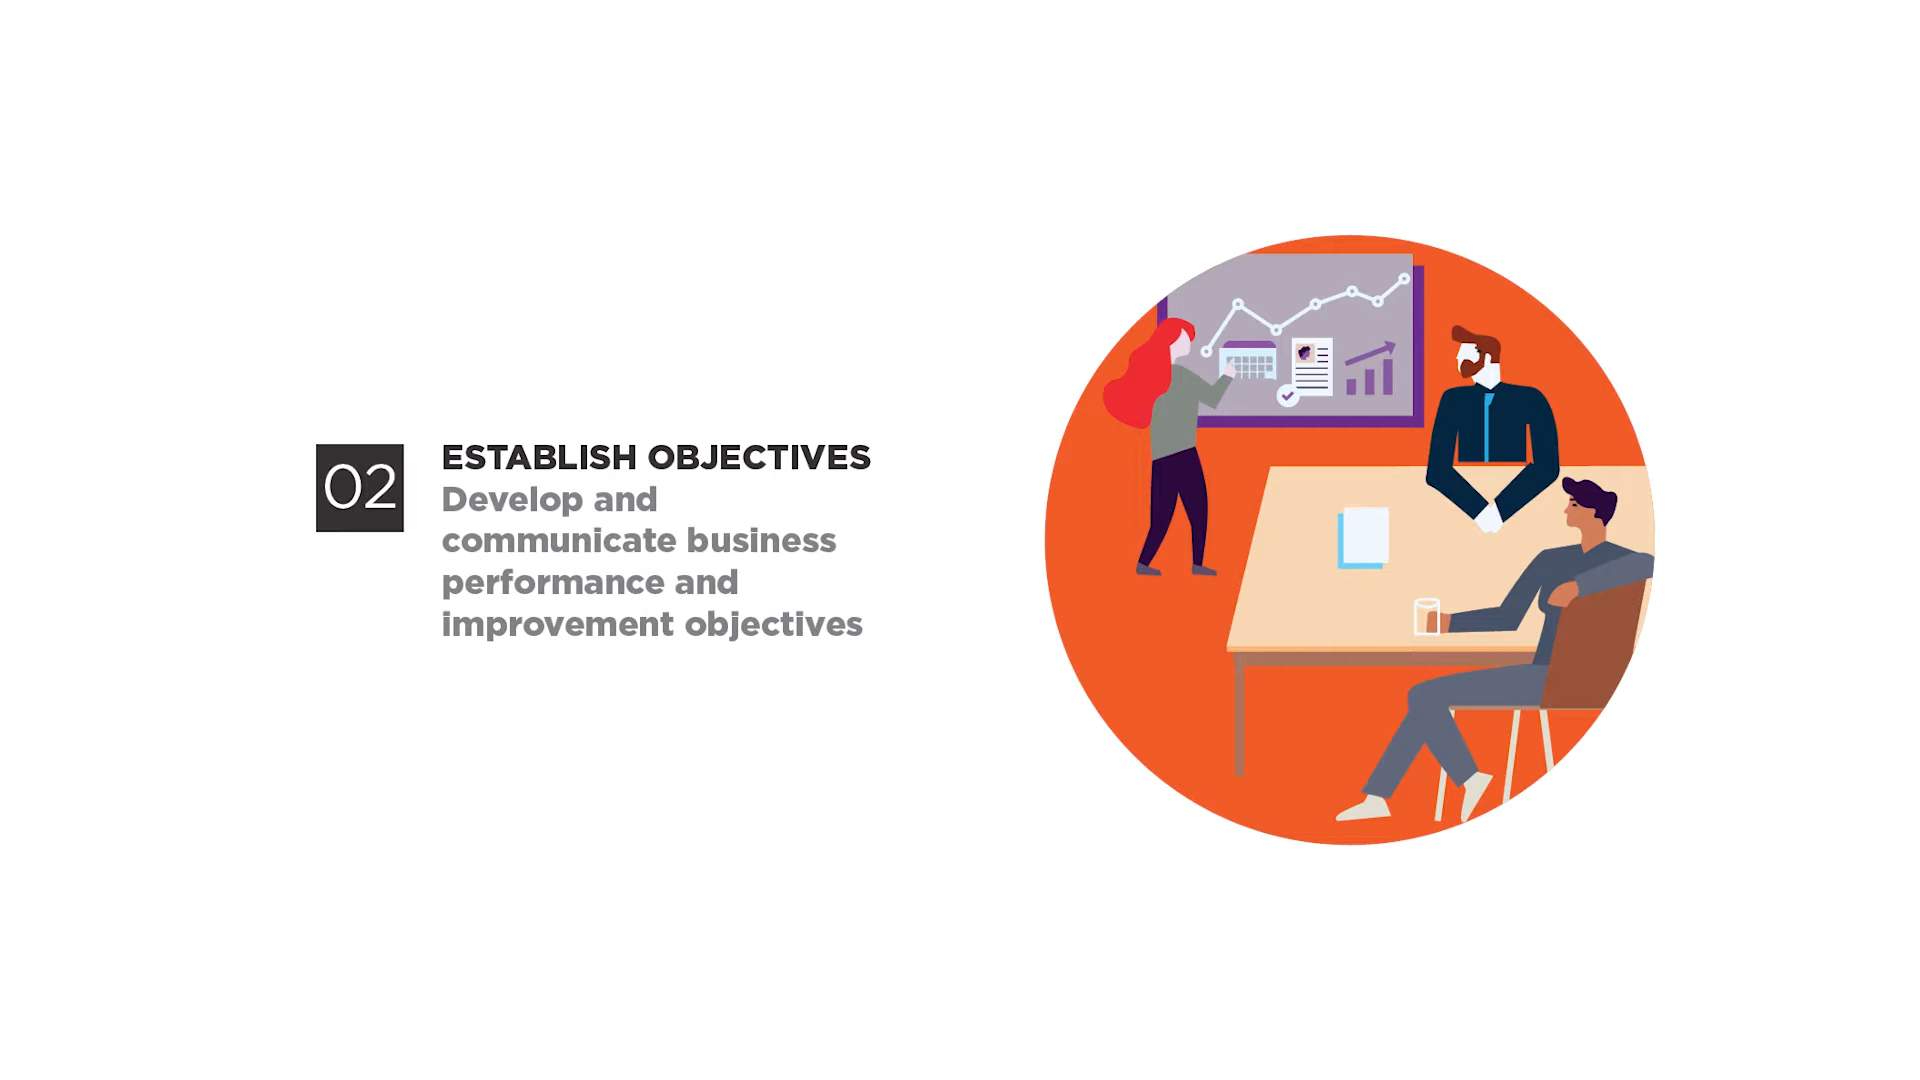 02
ESTABLISH OBJECTIVES
Develop and
communicate business
performance and
improvement objectives